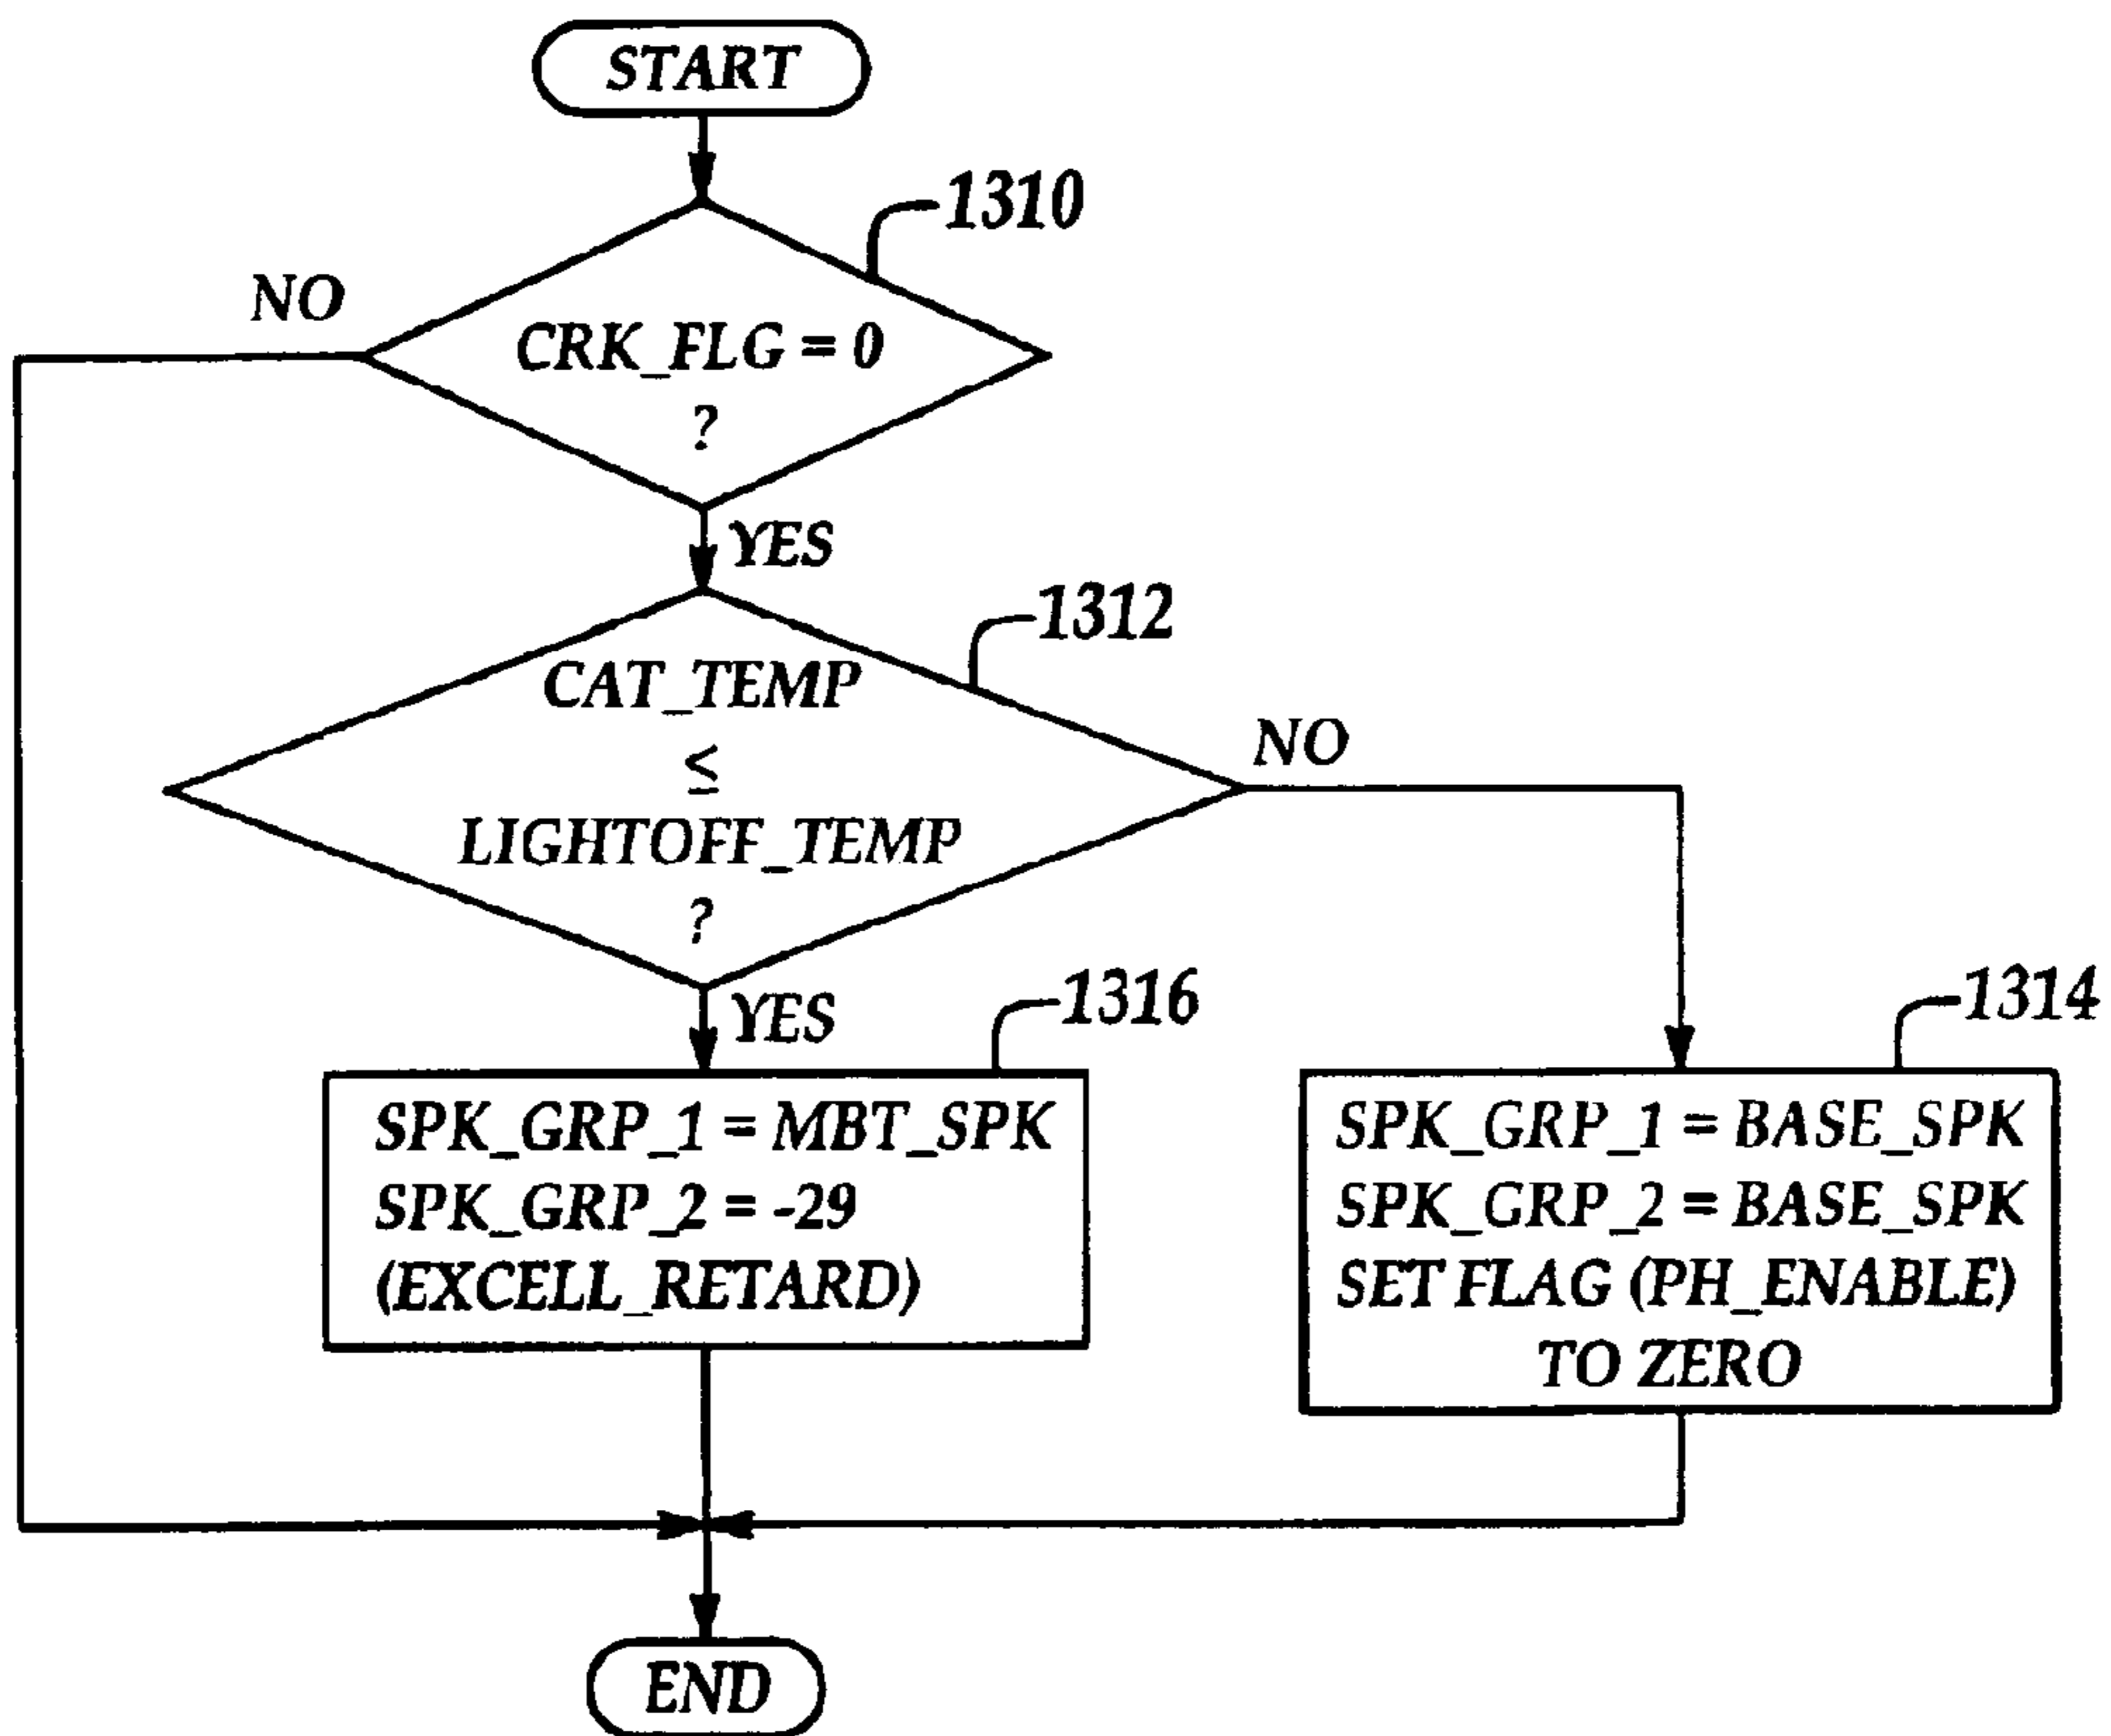 START
1310
NO
CRK_FLG = 0
?
YES
1312
CAT_TEMP
≤
LIGHTOFF_TEMP
?
NO
YES
1316
SPK_GRP_1 = MBT_SPK
SPK_GRP_2 = -29
(EXCELL_RETARD)
1314
SPK_GRP_1 = BASE_SPK
SPK_GRP_2 = BASE_SPK
SET FLAG (PH_ENABLE)
TO ZERO
END